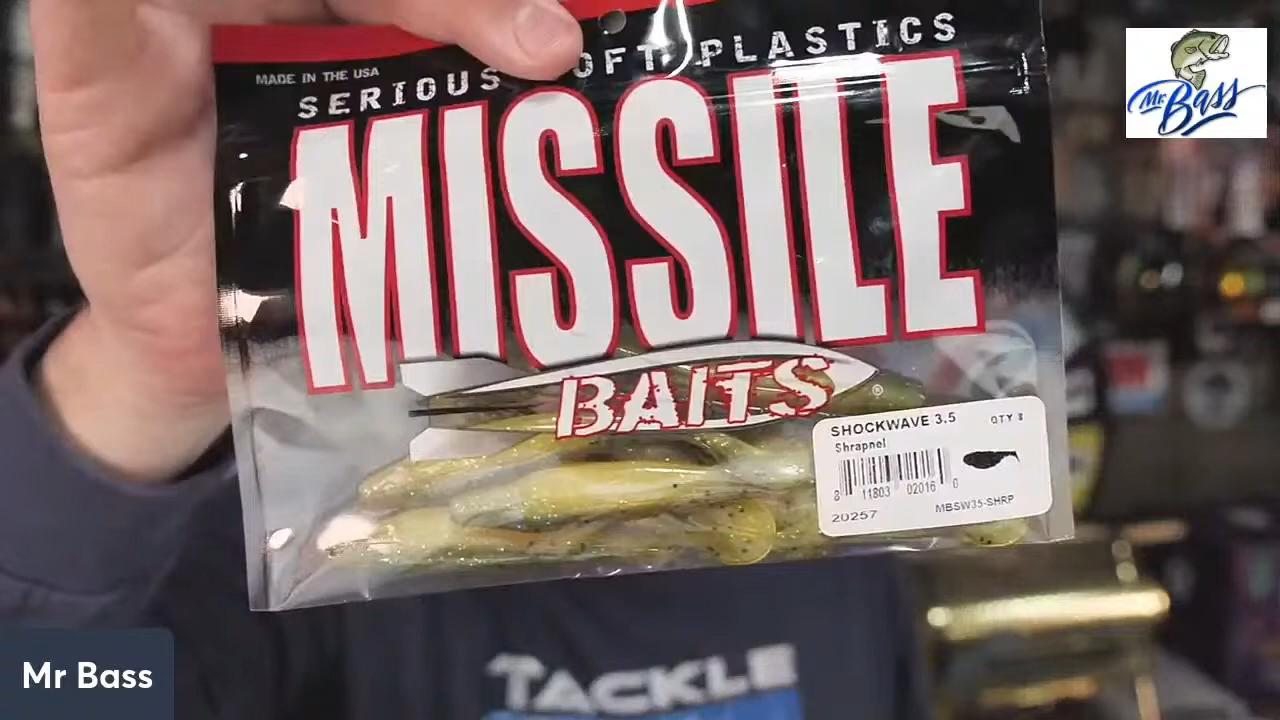 MADE IN THE USA
SERIOUS OFT PLASTICS
MISSILE
BAITS
®
SHOCKWAVE 3.5 QTY 8
Shrapnel
8 11803 02016 0
20257 MBSW35-SHRP
Mr Bass
Mr Bass
TACKLE